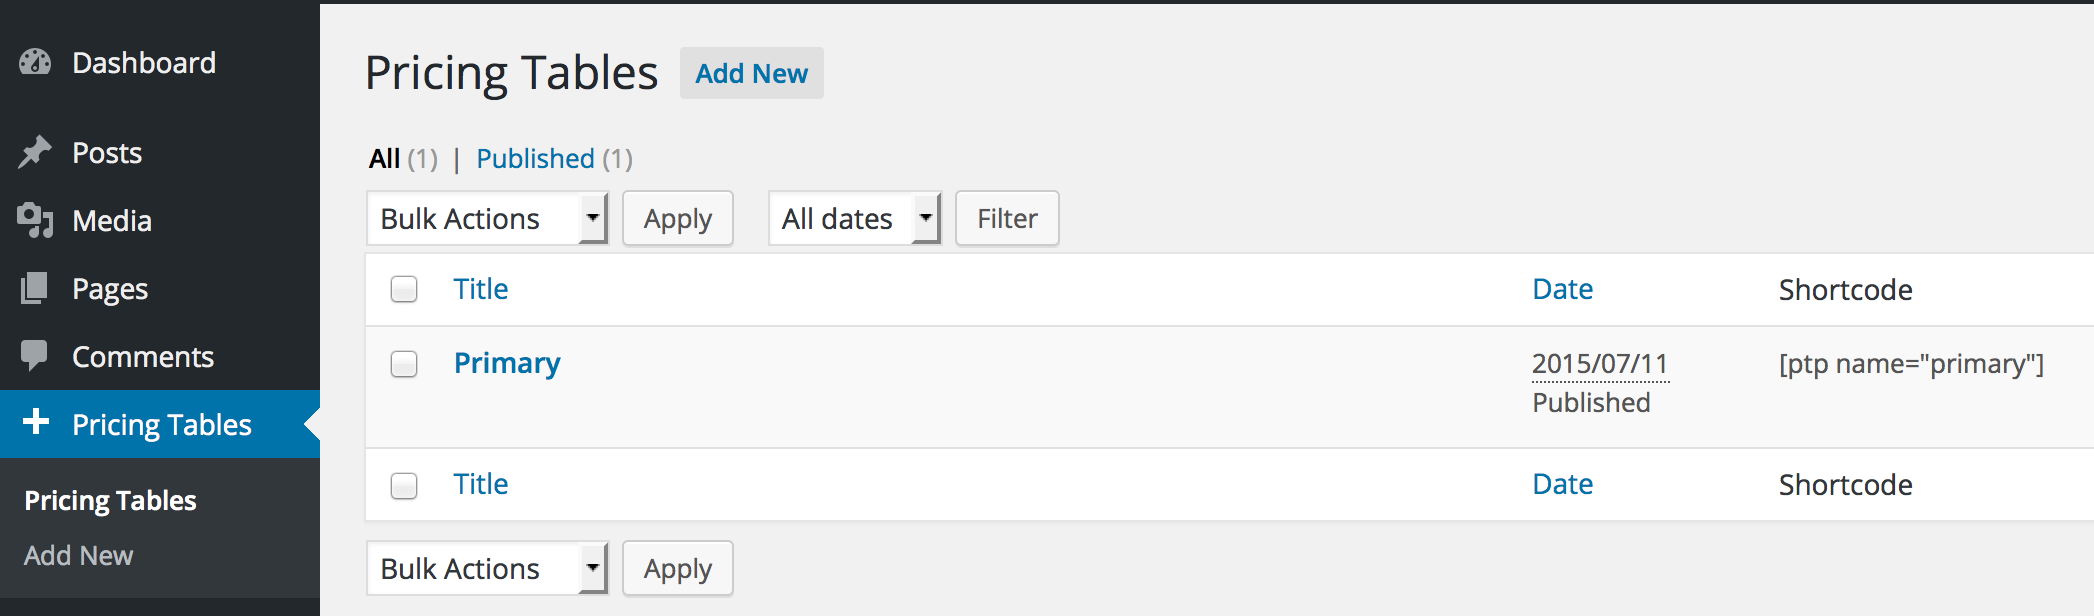 Dashboard
Posts
Media
Pages
Comments
Pricing Tables
Pricing Tables
Add New
Pricing Tables Add New
All (1) | Published (1)
Bulk Actions Apply All dates Filter
Title Date Shortcode
Primary 2015/07/11 [ptp name="primary"]
Published
Title Date Shortcode
Bulk Actions Apply